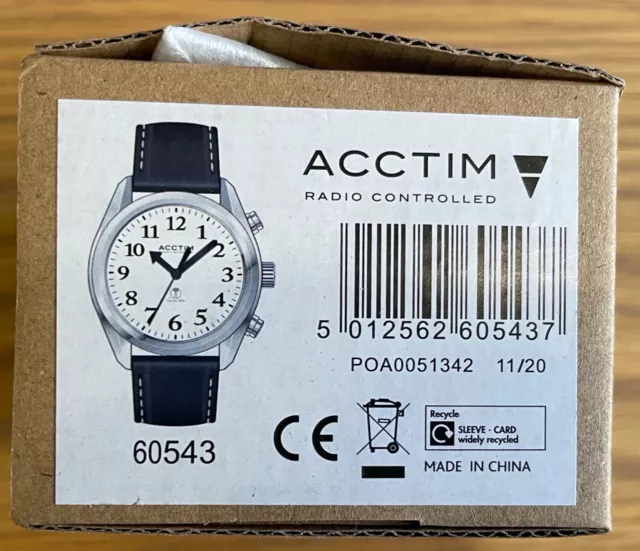 ACCTIM
RADIO CONTROLLED
12
1
2
3
4
5
6
7
8
9
10
11
ACCTIM
5 012562 605437
POA0051342 11/20
60543
CE
Recycle
SLEEVE - CARD
widely recycled
MADE IN CHINA